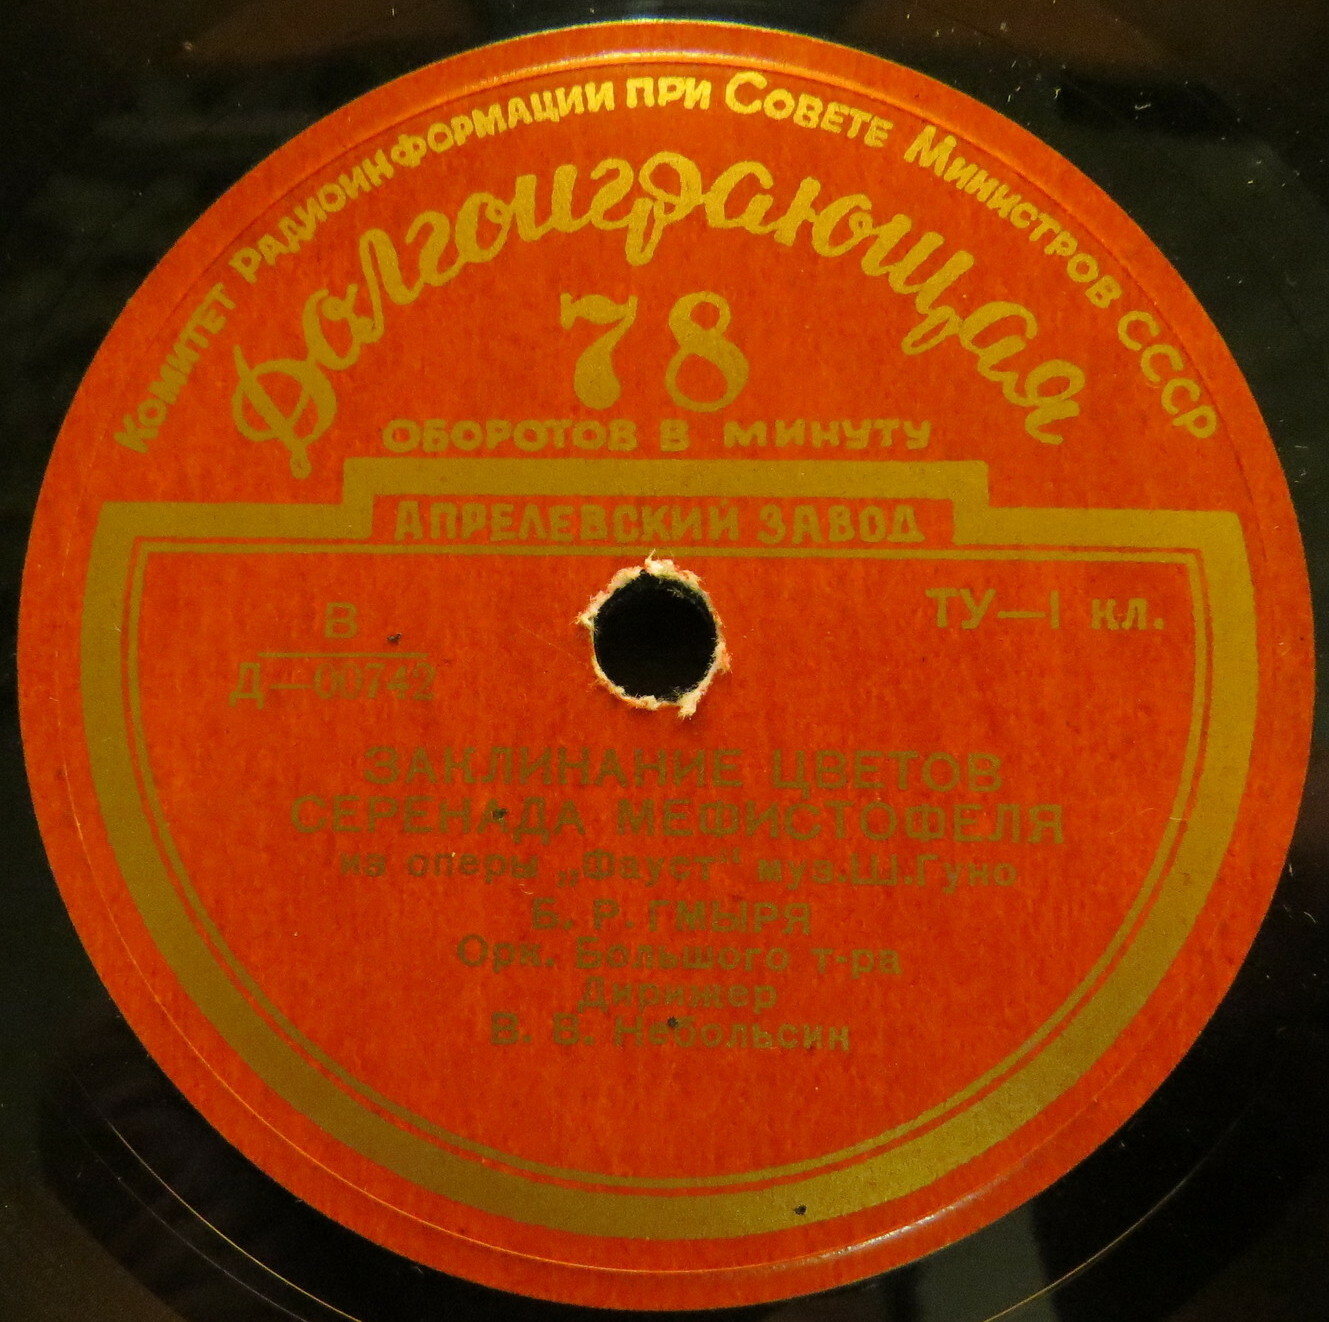 Комитет Радиоинформации при Совете Министров СССР
Долгоиграющая
78
оборотов в минуту
Апрелевский завод
В
Д—00742
ТУ—I кл.
ЗАКЛИНАНИЕ ЦВЕТОВ
СЕРЕНАДА МЕФИСТОФЕЛЯ
из оперы „Фауст" муз.Ш.Гуно
Б. Р. ГМЫРЯ
Орк. Большого т-ра
Дирижер
В. В. Небольсин